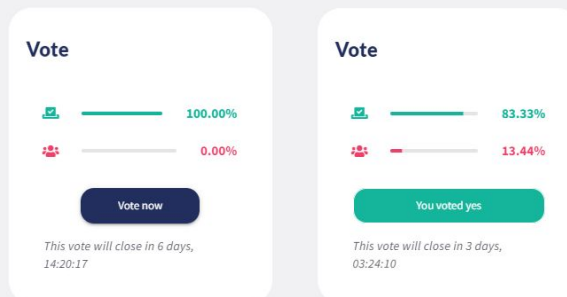 Vote
100.00%
0.00%
Vote now
This vote will close in 6 days,
14:20:17
Vote
83.33%
13.44%
You voted yes
This vote will close in 3 days,
03:24:10